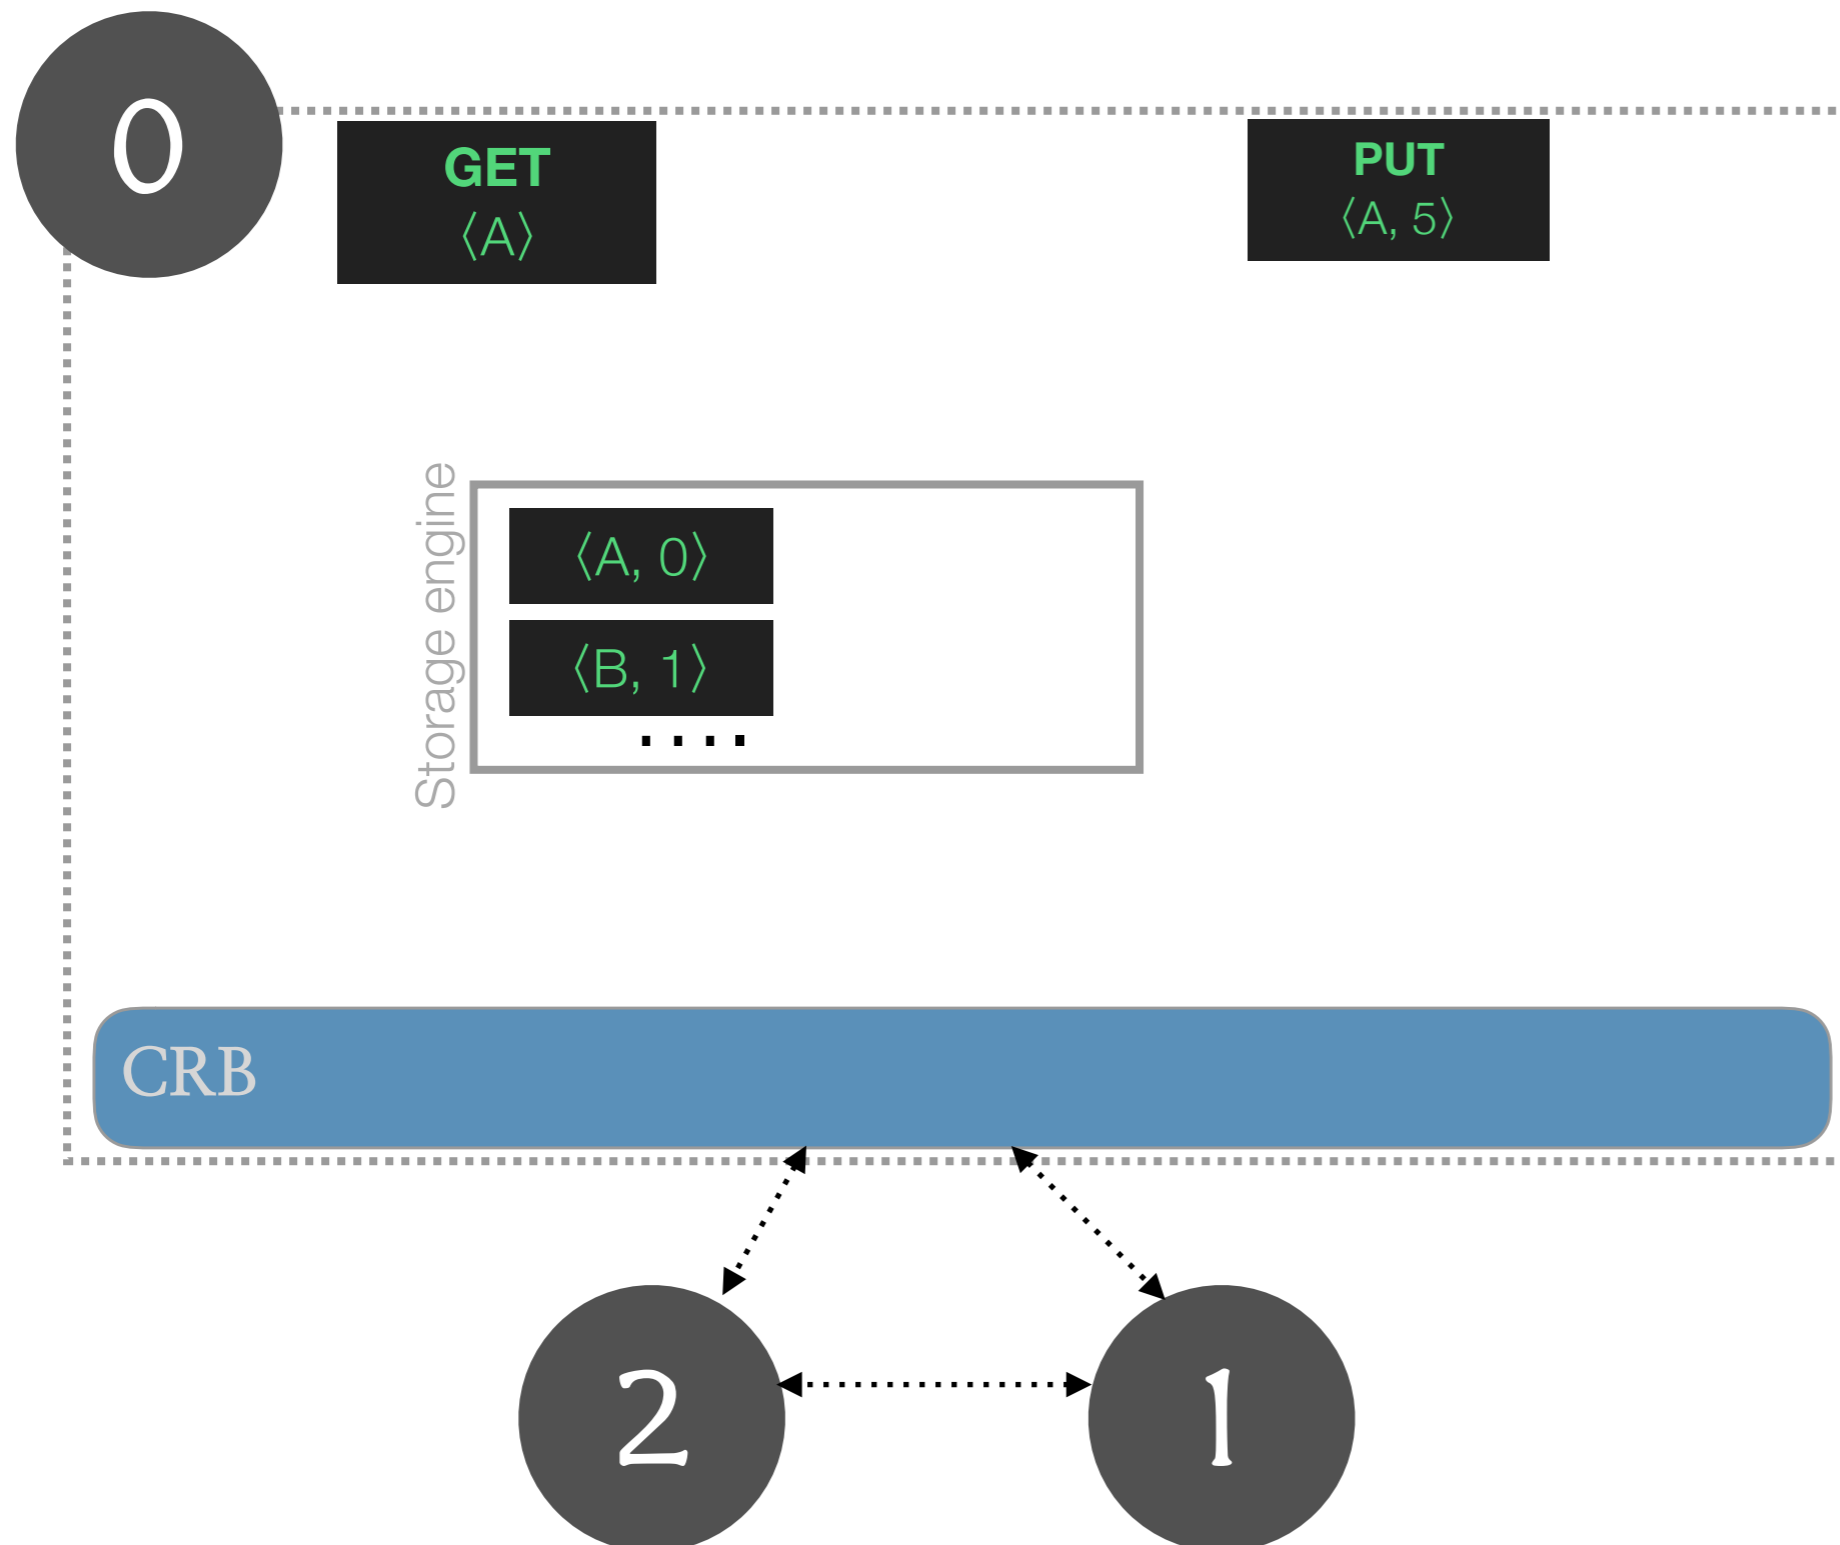 0
GET
⟨A⟩
PUT
⟨A, 5⟩
Storage engine
⟨A, 0⟩
⟨B, 1⟩
....
CRB
2
1